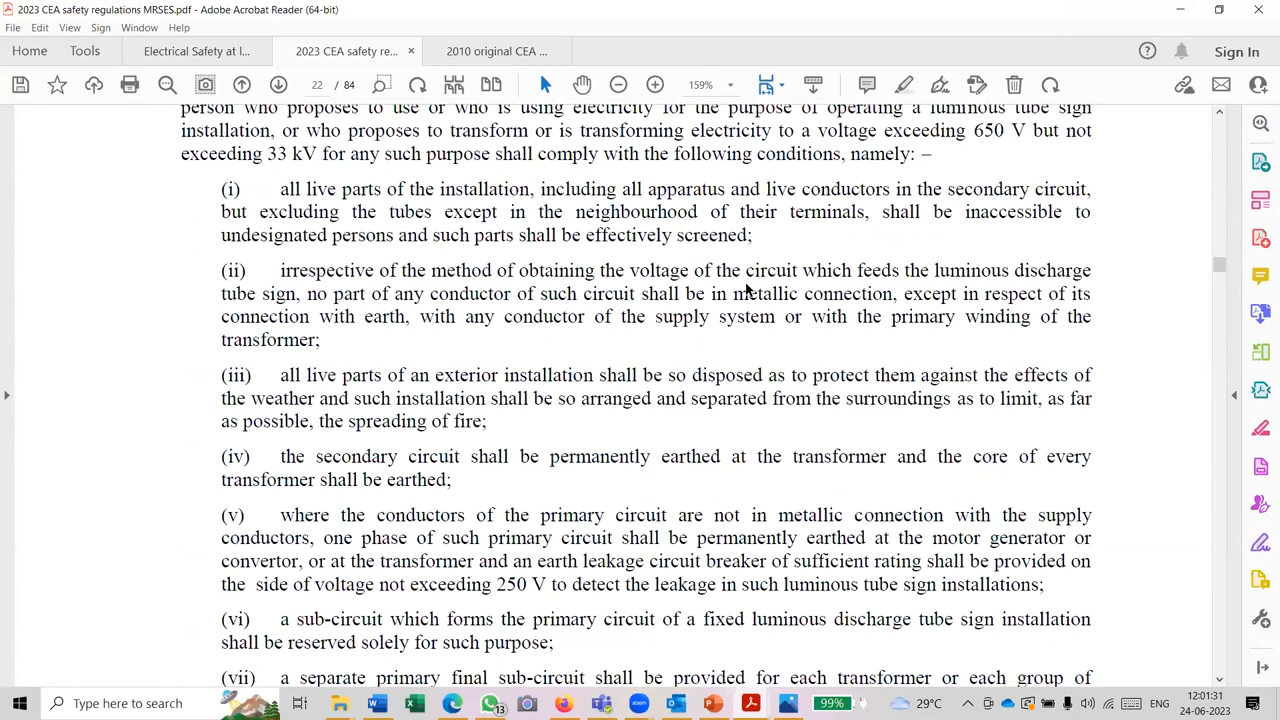 2023 CEA safety regulations MRSES.pdf - Adobe Acrobat Reader (64-bit)
File Edit View Sign Window Help
Home Tools Electrical Safety at I... 2023 CEA safety re... × 2010 original CEA ... Sign In
22 / 84 159%
person who proposes to use or who is using electricity for the purpose of operating a luminous tube sign
installation, or who proposes to transform or is transforming electricity to a voltage exceeding 650 V but not
exceeding 33 kV for any such purpose shall comply with the following conditions, namely: –
(i) all live parts of the installation, including all apparatus and live conductors in the secondary circuit,
but excluding the tubes except in the neighbourhood of their terminals, shall be inaccessible to
undesignated persons and such parts shall be effectively screened;
(ii) irrespective of the method of obtaining the voltage of the circuit which feeds the luminous discharge
tube sign, no part of any conductor of such circuit shall be in metallic connection, except in respect of its
connection with earth, with any conductor of the supply system or with the primary winding of the
transformer;
(iii) all live parts of an exterior installation shall be so disposed as to protect them against the effects of
the weather and such installation shall be so arranged and separated from the surroundings as to limit, as far
as possible, the spreading of fire;
(iv) the secondary circuit shall be permanently earthed at the transformer and the core of every
transformer shall be earthed;
(v) where the conductors of the primary circuit are not in metallic connection with the supply
conductors, one phase of such primary circuit shall be permanently earthed at the motor generator or
convertor, or at the transformer and an earth leakage circuit breaker of sufficient rating shall be provided on
the side of voltage not exceeding 250 V to detect the leakage in such luminous tube sign installations;
(vi) a sub-circuit which forms the primary circuit of a fixed luminous discharge tube sign installation
shall be reserved solely for such purpose;
(vii) a separate primary final sub-circuit shall be provided for each transformer or each group of
Type here to search 13 99% 29°C ENG 12:01:31
24-06-2023